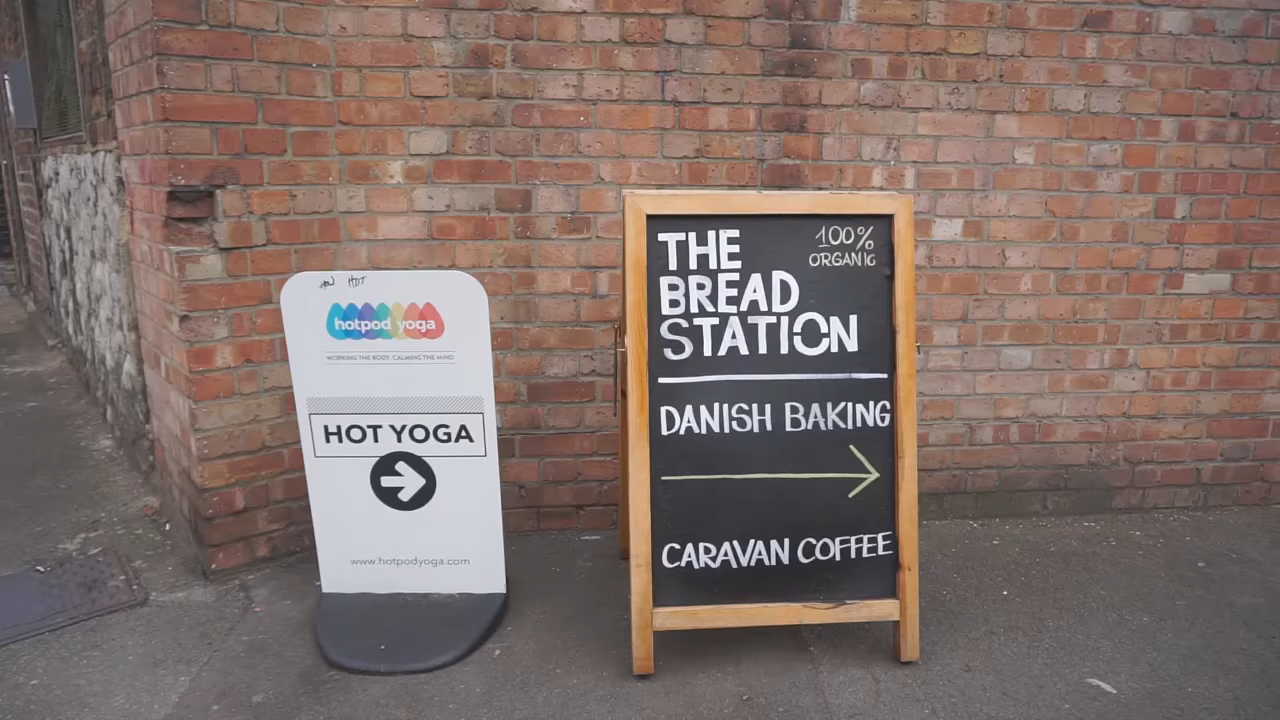 hotpod yoga
WORKING THE BODY, CALMING THE MIND
HOT YOGA
www.hotpodyoga.com
THE
BREAD
STATION
100%
ORGANIC
DANISH BAKING
CARAVAN COFFEE